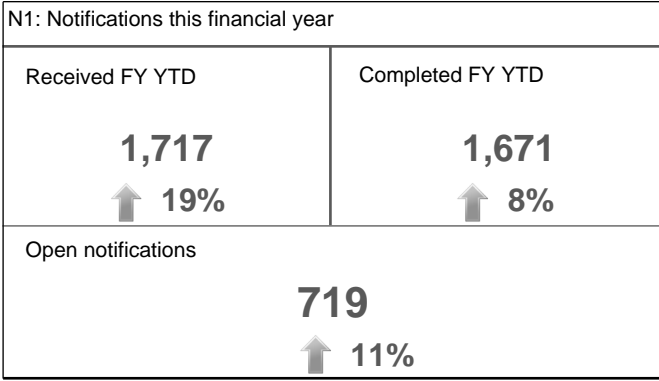 N1: Notifications this financial year
Received FY YTD
1,717
19%
Completed FY YTD
1,671
8%
Open notifications
719
11%